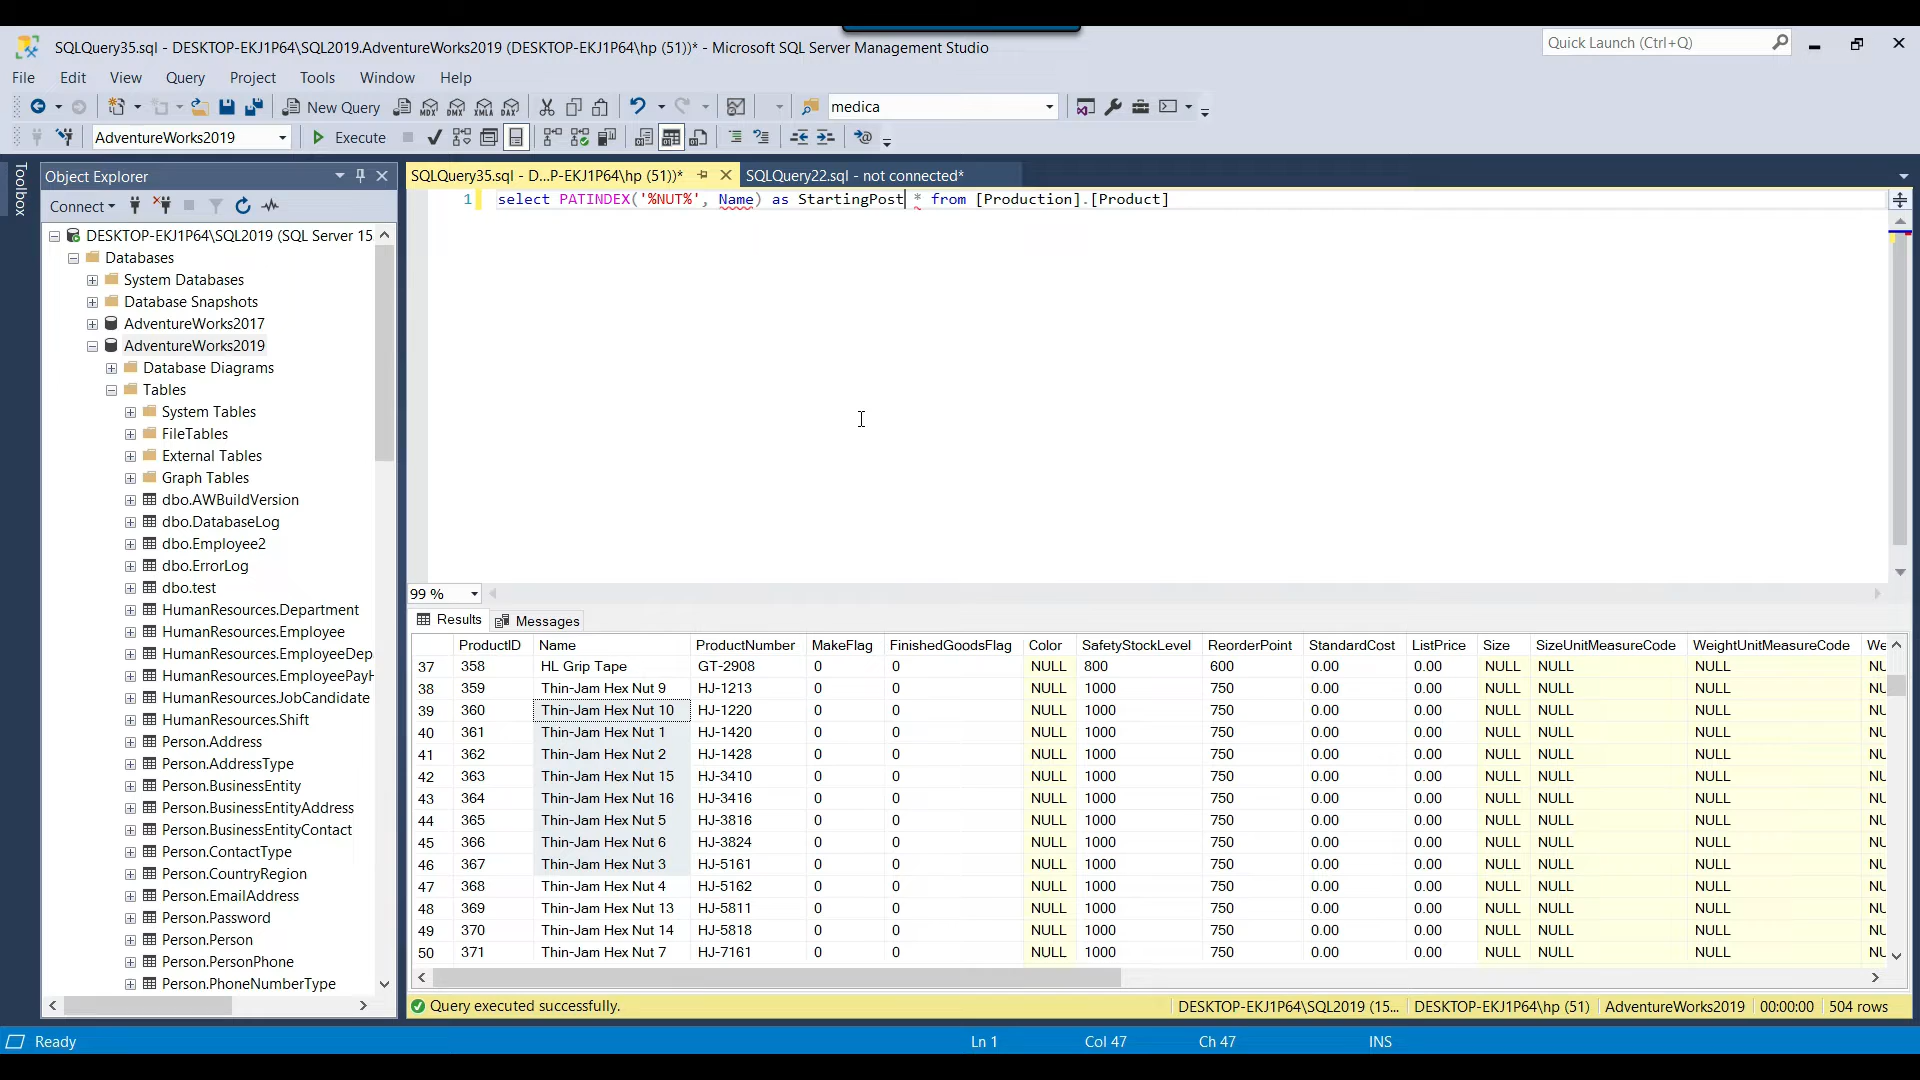 SQLQuery35.sql - DESKTOP-EKJ1P64\SQL2019.AdventureWorks2019 (DESKTOP-EKJ1P64\hp (51))* - Microsoft SQL Server Management Studio
Quick Launch (Ctrl+Q)
File Edit View Query Project Tools Window Help
New Query
MDX DMX XMLA DAX
medica
AdventureWorks2019
Execute
Toolbox
Object Explorer
Connect
DESKTOP-EKJ1P64\SQL2019 (SQL Server 15
Databases
System Databases
Database Snapshots
AdventureWorks2017
AdventureWorks2019
Database Diagrams
Tables
System Tables
FileTables
External Tables
Graph Tables
dbo.AWBuildVersion
dbo.DatabaseLog
dbo.Employee2
dbo.ErrorLog
dbo.test
HumanResources.Department
HumanResources.Employee
HumanResources.EmployeeDep
HumanResources.EmployeePayH
HumanResources.JobCandidate
HumanResources.Shift
Person.Address
Person.AddressType
Person.BusinessEntity
Person.BusinessEntityAddress
Person.BusinessEntityContact
Person.ContactType
Person.CountryRegion
Person.EmailAddress
Person.Password
Person.Person
Person.PersonPhone
Person.PhoneNumberType
SQLQuery35.sql - D...P-EKJ1P64\hp (51))*
SQLQuery22.sql - not connected*
1 select PATINDEX('%NUT%', Name) as StartingPost * from [Production].[Product]
99 %
Results Messages
ProductID Name ProductNumber MakeFlag FinishedGoodsFlag Color SafetyStockLevel ReorderPoint StandardCost ListPrice Size SizeUnitMeasureCode WeightUnitMeasureCode We
37 358 HL Grip Tape GT-2908 0 0 NULL 800 600 0.00 0.00 NULL NULL NULL NU
38 359 Thin-Jam Hex Nut 9 HJ-1213 0 0 NULL 1000 750 0.00 0.00 NULL NULL NULL NU
39 360 Thin-Jam Hex Nut 10 HJ-1220 0 0 NULL 1000 750 0.00 0.00 NULL NULL NULL NU
40 361 Thin-Jam Hex Nut 1 HJ-1420 0 0 NULL 1000 750 0.00 0.00 NULL NULL NULL NU
41 362 Thin-Jam Hex Nut 2 HJ-1428 0 0 NULL 1000 750 0.00 0.00 NULL NULL NULL NU
42 363 Thin-Jam Hex Nut 15 HJ-3410 0 0 NULL 1000 750 0.00 0.00 NULL NULL NULL NU
43 364 Thin-Jam Hex Nut 16 HJ-3416 0 0 NULL 1000 750 0.00 0.00 NULL NULL NULL NU
44 365 Thin-Jam Hex Nut 5 HJ-3816 0 0 NULL 1000 750 0.00 0.00 NULL NULL NULL NU
45 366 Thin-Jam Hex Nut 6 HJ-3824 0 0 NULL 1000 750 0.00 0.00 NULL NULL NULL NU
46 367 Thin-Jam Hex Nut 3 HJ-5161 0 0 NULL 1000 750 0.00 0.00 NULL NULL NULL NU
47 368 Thin-Jam Hex Nut 4 HJ-5162 0 0 NULL 1000 750 0.00 0.00 NULL NULL NULL NU
48 369 Thin-Jam Hex Nut 13 HJ-5811 0 0 NULL 1000 750 0.00 0.00 NULL NULL NULL NU
49 370 Thin-Jam Hex Nut 14 HJ-5818 0 0 NULL 1000 750 0.00 0.00 NULL NULL NULL NU
50 371 Thin-Jam Hex Nut 7 HJ-7161 0 0 NULL 1000 750 0.00 0.00 NULL NULL NULL NU
Query executed successfully.
DESKTOP-EKJ1P64\SQL2019 (15... DESKTOP-EKJ1P64\hp (51) AdventureWorks2019 00:00:00 504 rows
Ready Ln 1 Col 47 Ch 47 INS